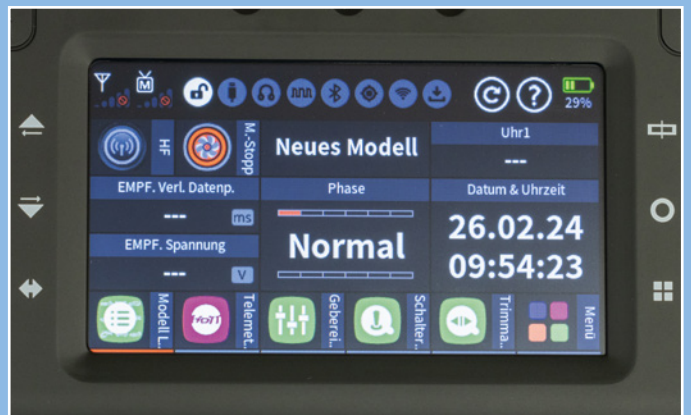 M
29%
HF
M.-Stopp
Neues Modell
Uhr1
---
EMPF. Verl. Datenp.
---
ms
Phase
Normal
Datum & Uhrzeit
26.02.24
09:54:23
EMPF. Spannung
---
V
Modell L..
HoTT
Telemet..
Geberei..
Schalter..
Trimma..
Menü